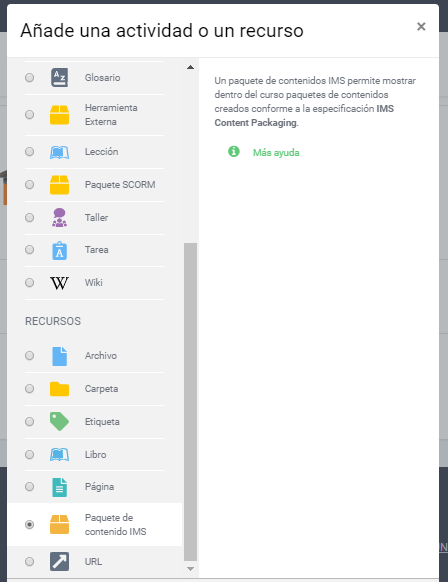 Añade una actividad o un recurso
×
Glosario
Herramienta
Externa
Lección
Paquete SCORM
Taller
Tarea
Wiki
RECURSOS
Archivo
Carpeta
Etiqueta
Libro
Página
Paquete de
contenido IMS
URL
Un paquete de contenidos IMS permite mostrar
dentro del curso paquetes de contenidos
creados conforme a la especificación IMS
Content Packaging.
Más ayuda